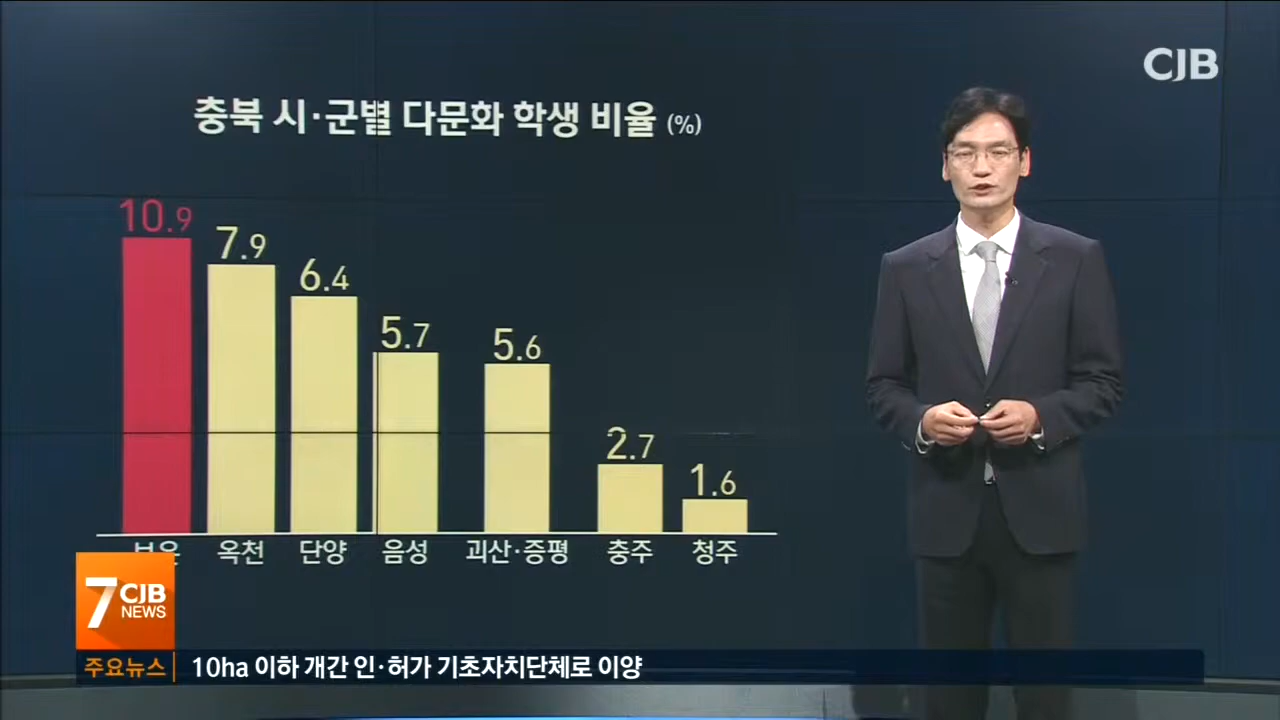 CJB
충북 시·군별 다문화 학생 비율 (%)
10.9
7.9
6.4
5.7
5.6
2.7
1.6
옥천
단양
음성
괴산·증평
충주
청주
7 CJB
NEWS
주요뉴스
10ha 이하 개간 인·허가 기초자치단체로 이양